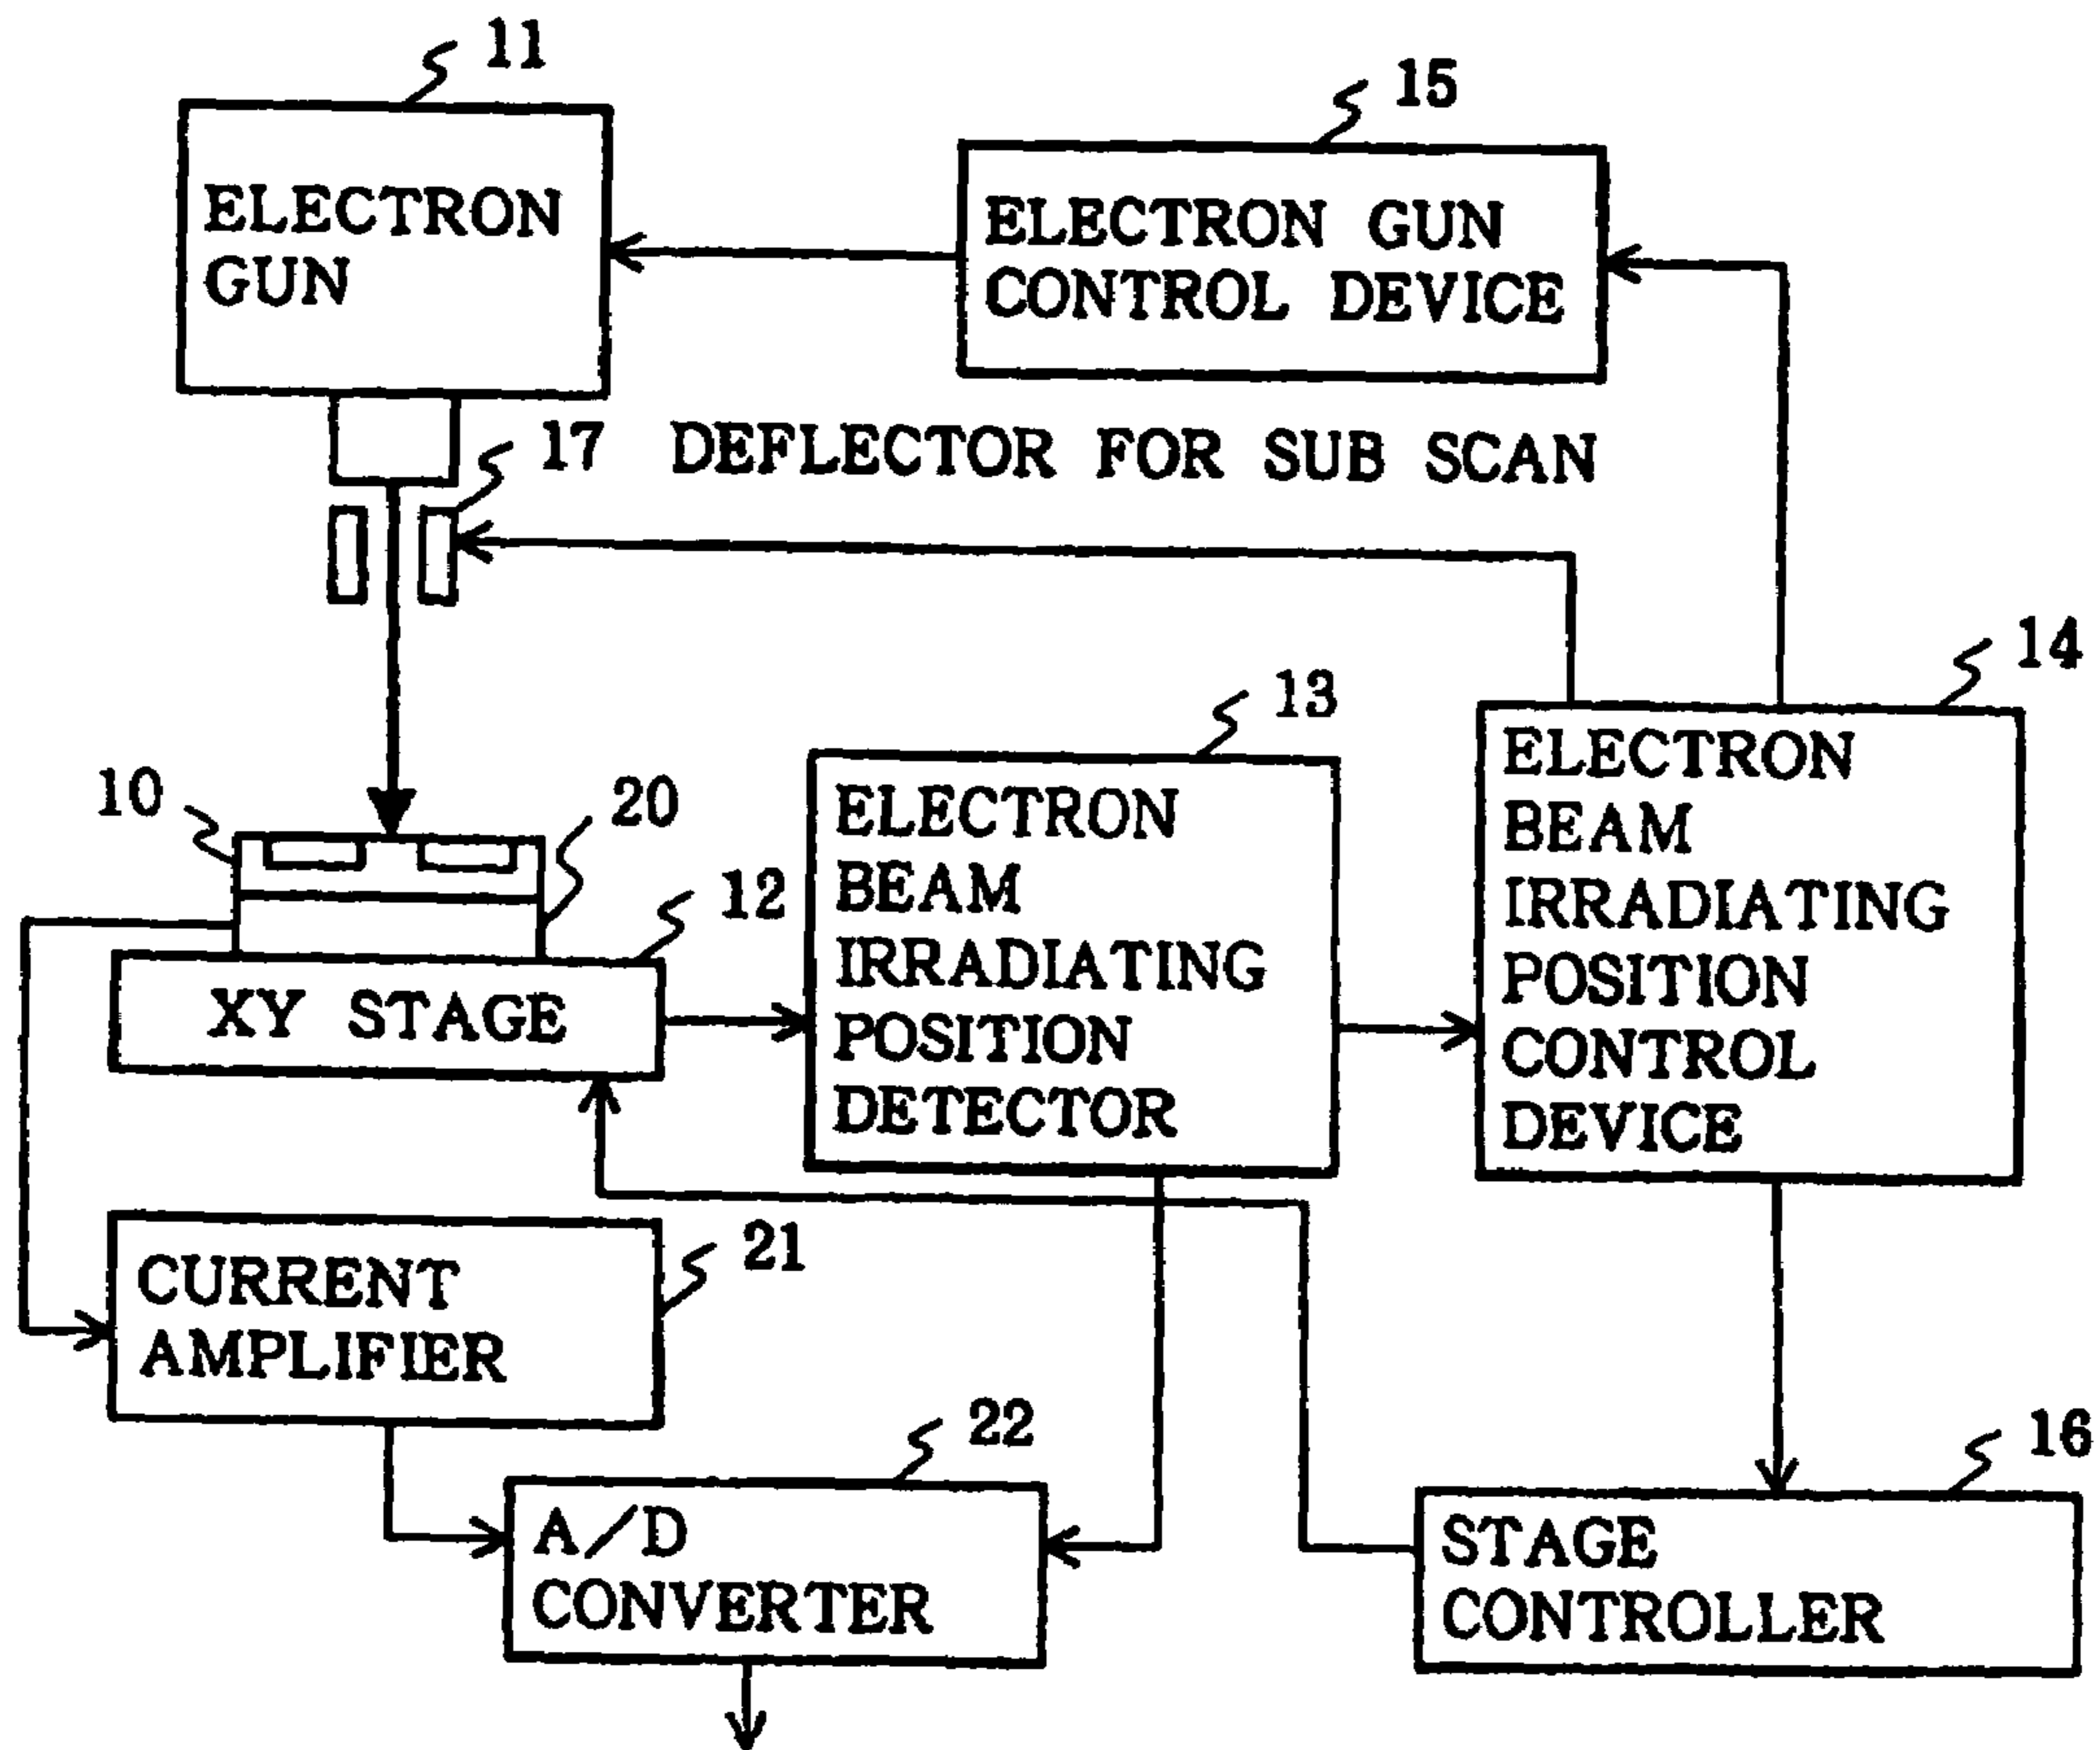 11
15
ELECTRON
GUN
ELECTRON GUN
CONTROL DEVICE
17 DEFLECTOR FOR SUB SCAN
14
13
10
20
12
ELECTRON
BEAM
IRRADIATING
POSITION
DETECTOR
ELECTRON
BEAM
IRRADIATING
POSITION
CONTROL
DEVICE
XY STAGE
21
CURRENT
AMPLIFIER
22
16
A/D
CONVERTER
STAGE
CONTROLLER